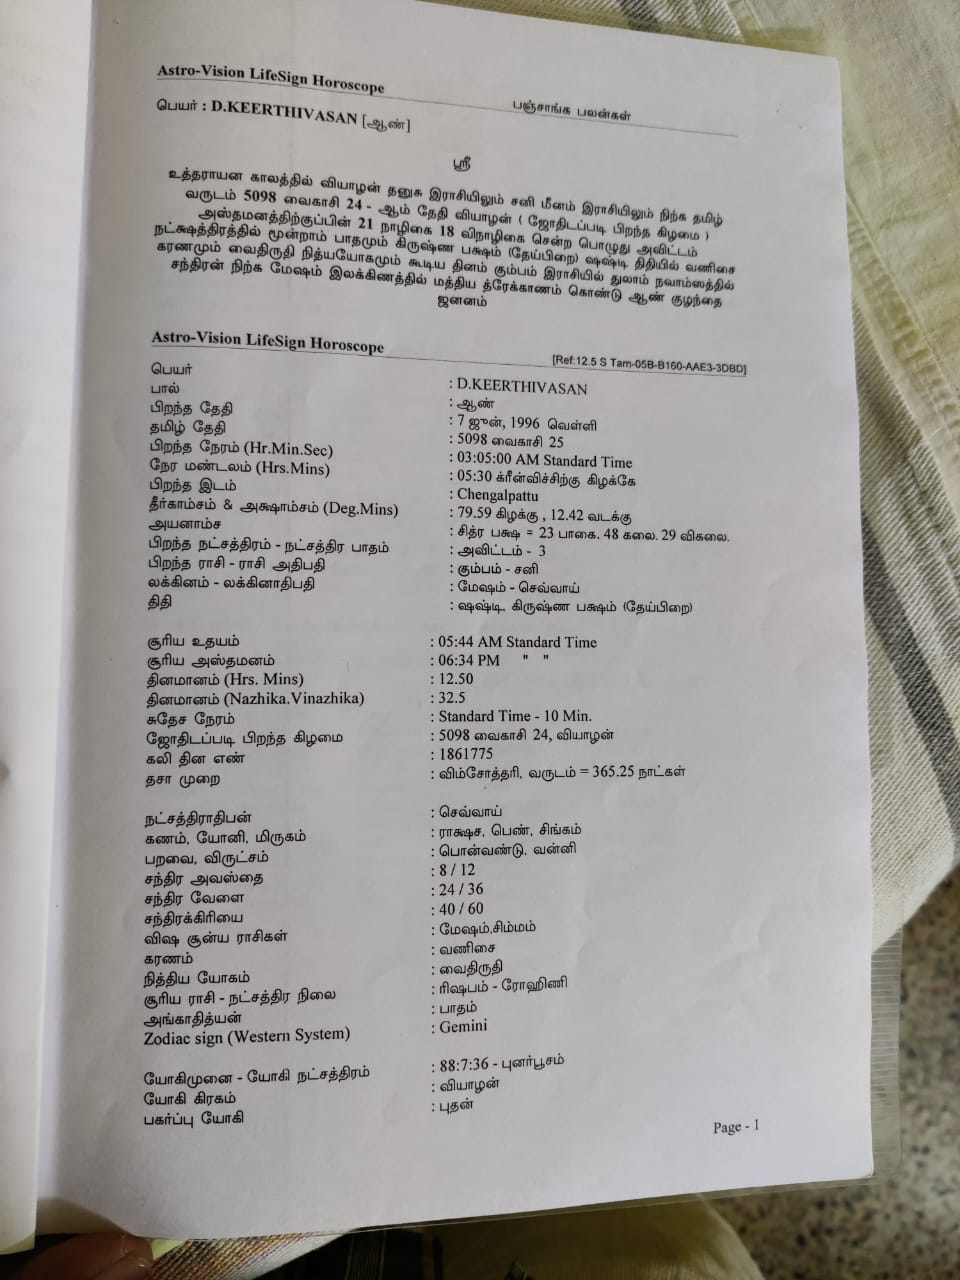 Astro-Vision LifeSign Horoscope
பஞ்சாங்க பலன்கள்
பெயர் : D.KEERTHIVASAN [ஆண்]
ஸ்ரீ
உத்தராயன காலத்தில் வியாழன் தனுசு இராசியிலும் சனி மீனம் இராசியிலும் நிற்க தமிழ்
வருடம் 5098 வைகாசி 24 - ஆம் தேதி வியாழன் ( ஜோதிடப்படி பிறந்த கிழமை )
அஸ்தமனத்திற்குப்பின் 21 நாழிகை 18 விநாழிகை சென்ற பொழுது அவிட்டம்
நட்க்ஷத்திரத்தில் மூன்றாம் பாதமும் கிருஷ்ண பக்ஷம் (தேய்பிறை) ஷஷ்டி திதியில் வணிசை
கரணமும் வைதிருதி நித்யயோகமும் கூடிய தினம் கும்பம் இராசியில் துலாம் நவாம்ஸத்தில்
சந்திரன் நிற்க மேஷம் இலக்கிணத்தில் மத்திய த்ரேக்காணம் கொண்டு ஆண் குழந்தை
ஜனனம்
Astro-Vision LifeSign Horoscope
[Ref:12.5 S Tam-05B-B160-AAE3-3DBD]
பெயர் : D.KEERTHIVASAN
பால் : ஆண்
பிறந்த தேதி : 7 ஜுன், 1996 வெள்ளி
தமிழ் தேதி : 5098 வைகாசி 25
பிறந்த நேரம் (Hr.Min.Sec) : 03:05:00 AM Standard Time
நேர மண்டலம் (Hrs.Mins) : 05:30 க்ரீன்விச்சிற்கு கிழக்கே
பிறந்த இடம் : Chengalpattu
தீர்காம்சம் & அக்ஷாம்சம் (Deg.Mins) : 79.59 கிழக்கு , 12.42 வடக்கு
அயனாம்ச : சித்ர பக்ஷ = 23 பாகை. 48 கலை. 29 விகலை.
பிறந்த நட்சத்திரம் - நட்சத்திர பாதம் : அவிட்டம் - 3
பிறந்த ராசி - ராசி அதிபதி : கும்பம் - சனி
லக்கினம் - லக்கினாதிபதி : மேஷம் - செவ்வாய்
திதி : ஷஷ்டி, கிருஷ்ண பக்ஷம் (தேய்பிறை)
சூரிய உதயம் : 05:44 AM Standard Time
சூரிய அஸ்தமனம் : 06:34 PM " "
தினமானம் (Hrs. Mins) : 12.50
தினமானம் (Nazhika.Vinazhika) : 32.5
சுதேச நேரம் : Standard Time - 10 Min.
ஜோதிடப்படி பிறந்த கிழமை : 5098 வைகாசி 24, வியாழன்
கலி தின எண் : 1861775
தசா முறை : விம்சோத்தரி, வருடம் = 365.25 நாட்கள்
நட்சத்திராதிபன் : செவ்வாய்
கணம், யோனி, மிருகம் : ராக்ஷச, பெண், சிங்கம்
பறவை, விருட்சம் : பொன்வண்டு, வன்னி
சந்திர அவஸ்தை : 8 / 12
சந்திர வேளை : 24 / 36
சந்திரக்கிரியை : 40 / 60
விஷ சூன்ய ராசிகள் : மேஷம்,சிம்மம்
கரணம் : வணிசை
நித்திய யோகம் : வைதிருதி
சூரிய ராசி - நட்சத்திர நிலை : ரிஷபம் - ரோஹிணி
அங்காதித்யன் : பாதம்
Zodiac sign (Western System) : Gemini
யோகிமுனை - யோகி நட்சத்திரம் : 88:7:36 - புனர்பூசம்
யோகி கிரகம் : வியாழன்
பகர்ப்பு யோகி : புதன்
Page - 1